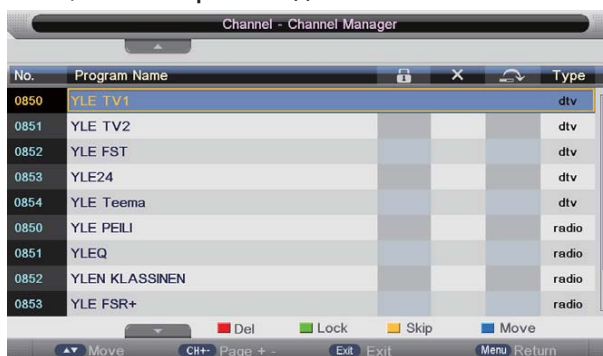 Channel - Channel Manager
No. Program Name Type
0850 YLE TV1 dtv
0851 YLE TV2 dtv
0852 YLE FST dtv
0853 YLE24 dtv
0854 YLE Teema dtv
0850 YLE PEILI radio
0851 YLEQ radio
0852 YLEN KLASSINEN radio
0853 YLE FSR+ radio
Del Lock Skip Move
Move CH+- Page + - Exit Exit Menu Return